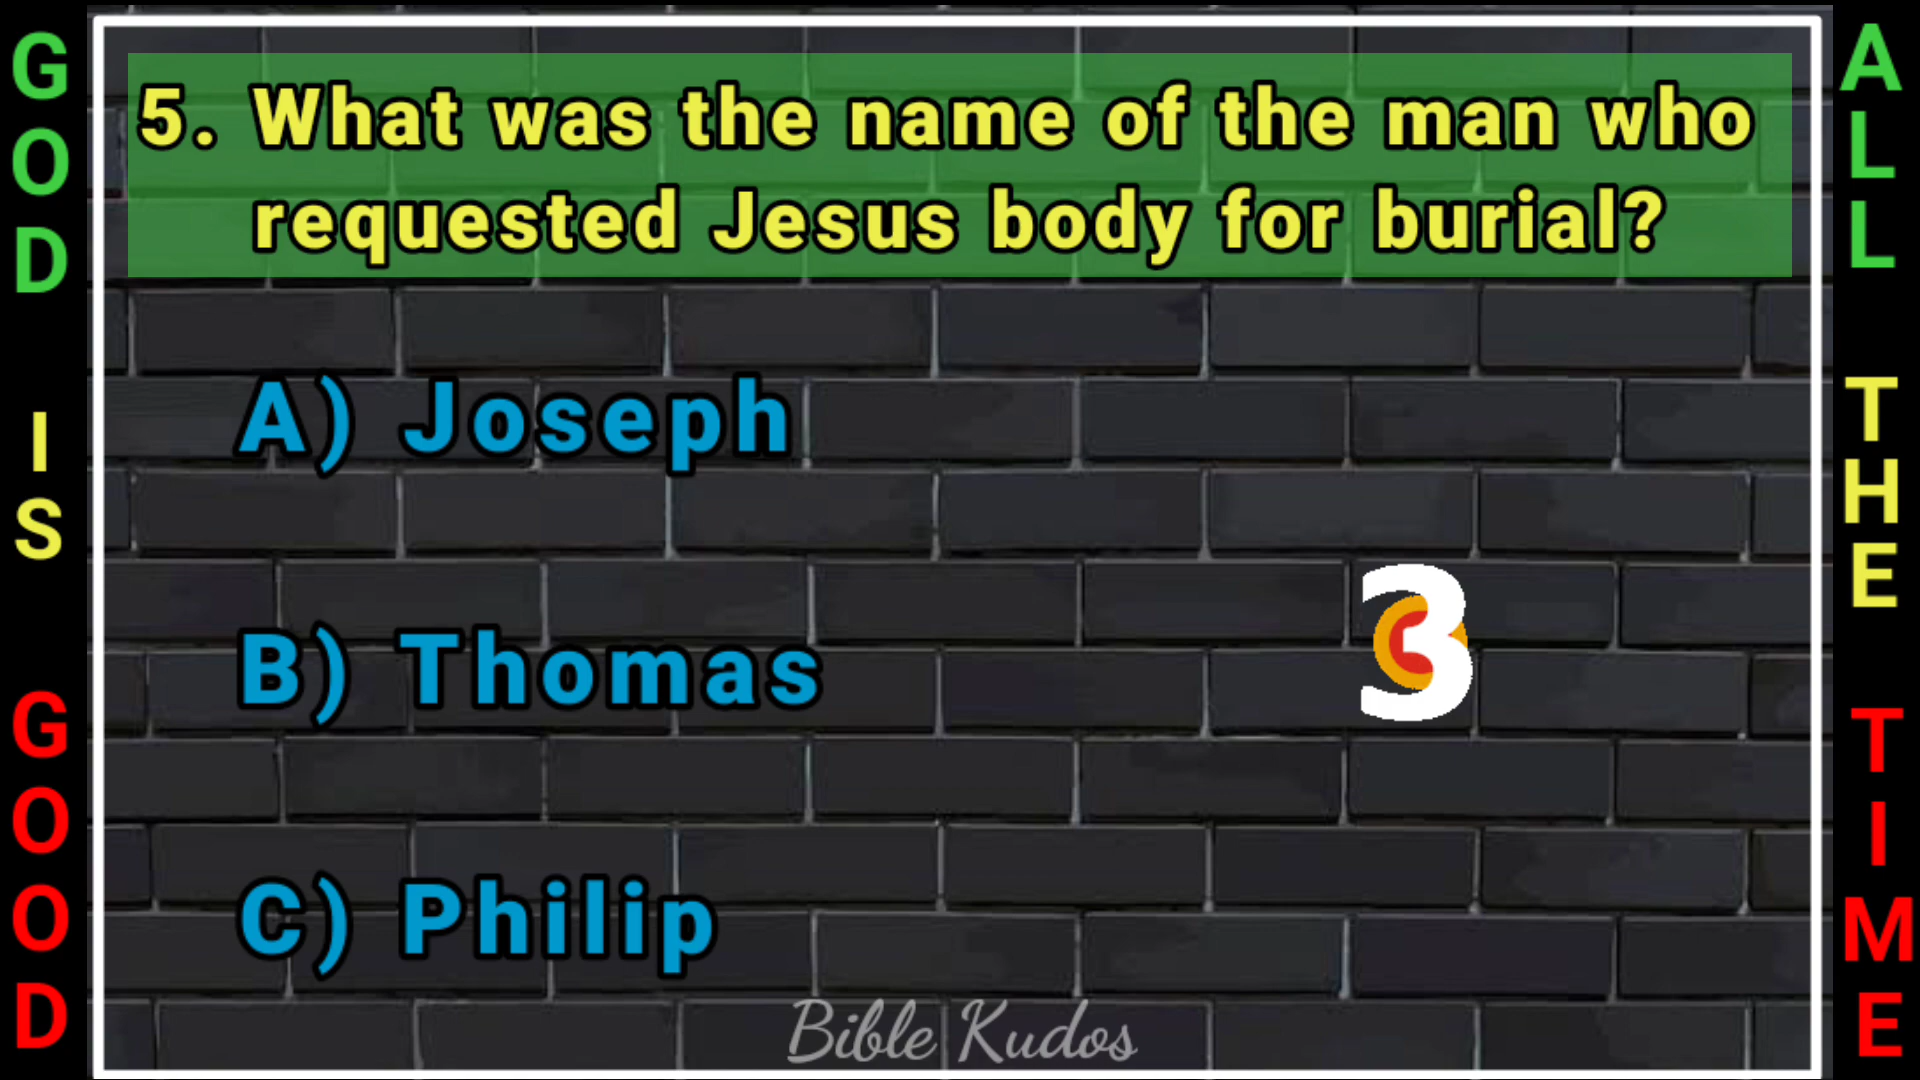 GOD IS GOOD
5. What was the name of the man who
requested Jesus body for burial?
A) Joseph
B) Thomas
3
C) Philip
Bible Kudos
ALL THE TIME